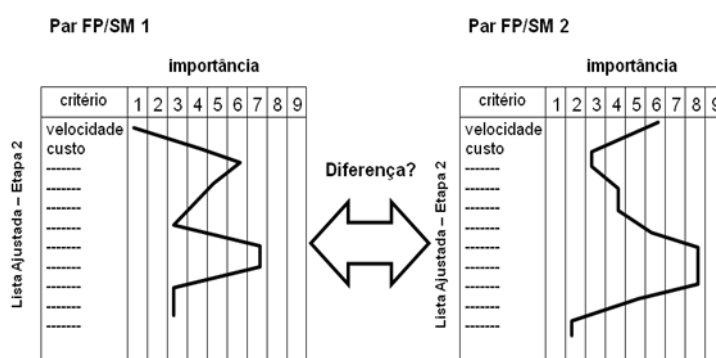 Par FP/SM 1
importância
critério 1 2 3 4 5 6 7 8 9
velocidade
custo
-------
-------
-------
-------
-------
-------
-------
-------
Lista Ajustada – Etapa 2
Diferença?
Par FP/SM 2
importância
critério 1 2 3 4 5 6 7 8 9
velocidade
custo
-------
-------
-------
-------
-------
-------
-------
-------
Lista Ajustada – Etapa 2